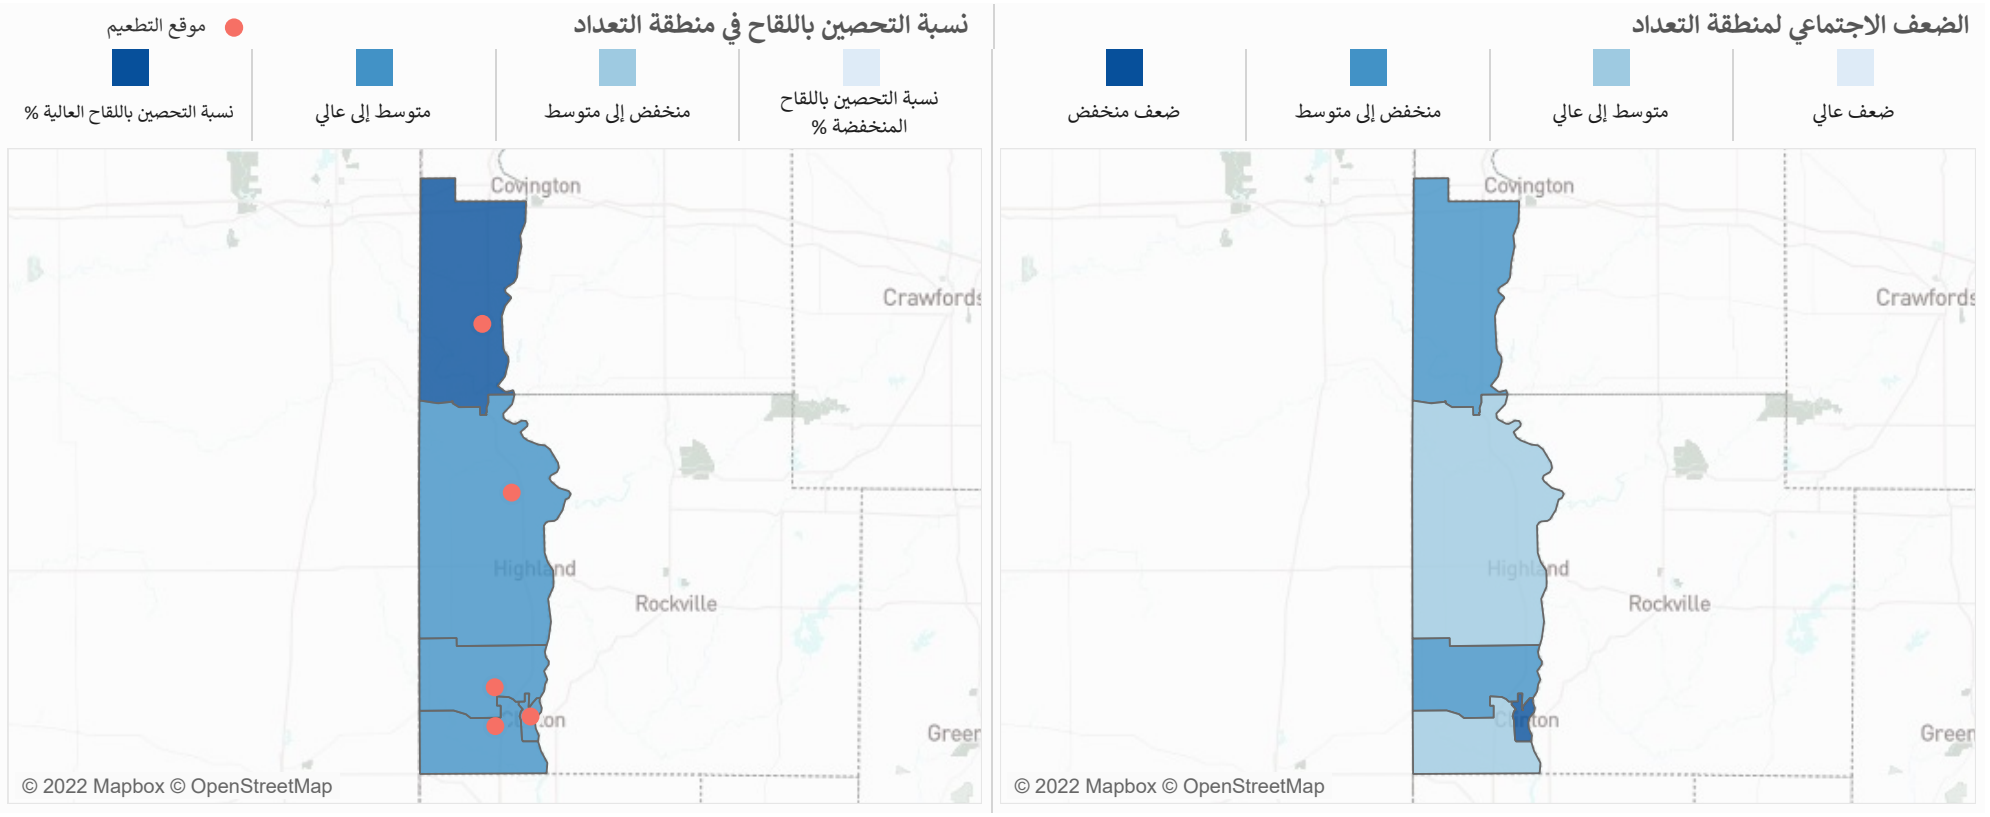 الضعف الاجتماعي لمنطقة التعداد
ضعف عالي
متوسط إلى عالي
منخفض إلى متوسط
ضعف منخفض
Covington
Crawfords
Highland
Rockville
Clinton
Green
© 2022 Mapbox © OpenStreetMap
نسبة التحصين باللقاح في منطقة التعداد
موقع التطعيم
نسبة التحصين باللقاح
المنخفضة %
منخفض إلى متوسط
متوسط إلى عالي
نسبة التحصين باللقاح العالية %
Covington
Crawfords
Highland
Rockville
Clinton
Green
© 2022 Mapbox © OpenStreetMap